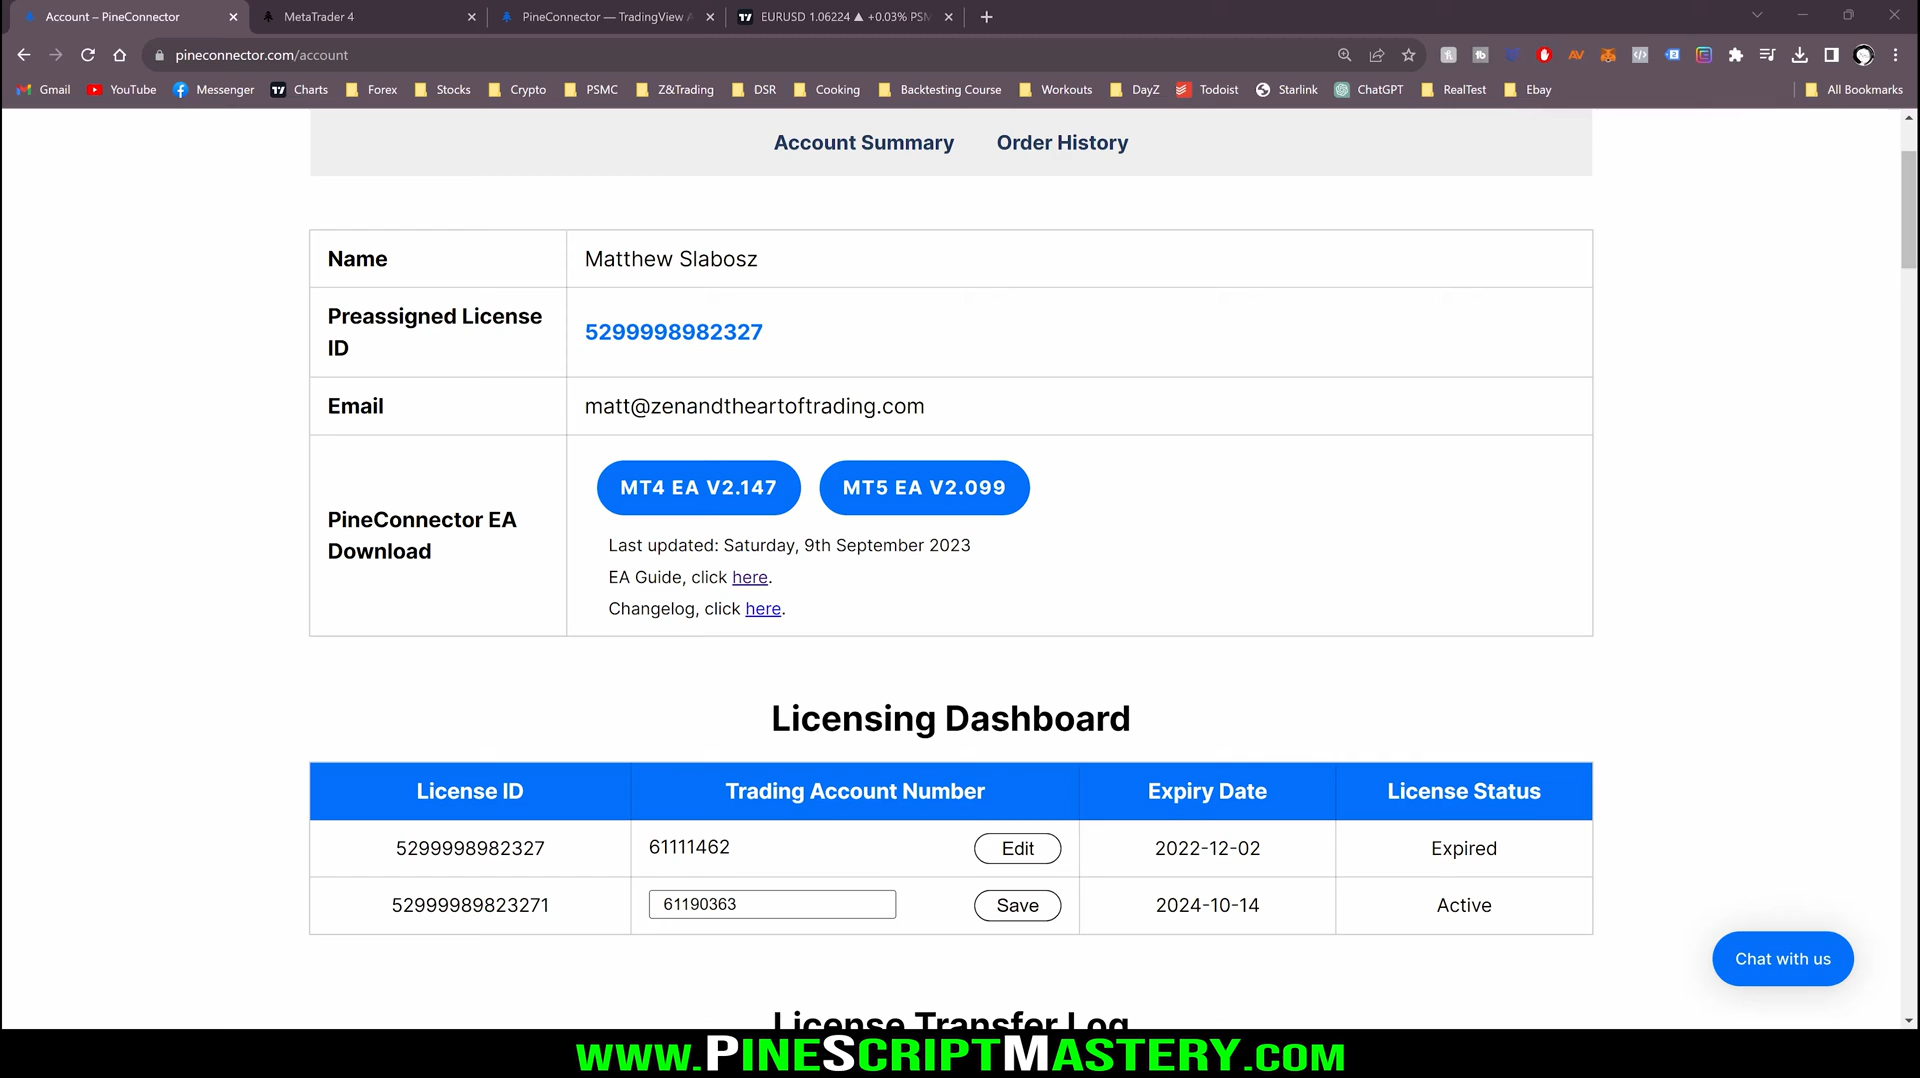 Account – PineConnector
MetaTrader 4
PineConnector — TradingView A
EURUSD 1.06224 ▲ +0.03% PSM
pineconnector.com/account
Gmail YouTube Messenger Charts Forex Stocks Crypto PSMC Z&Trading DSR Cooking Backtesting Course Workouts DayZ Todoist Starlink ChatGPT RealTest Ebay All Bookmarks
Account Summary Order History
Name Matthew Slabosz
Preassigned License
ID
5299998982327
Email matt@zenandtheartoftrading.com
PineConnector EA
Download
MT4 EA V2.147 MT5 EA V2.099
Last updated: Saturday, 9th September 2023
EA Guide, click here.
Changelog, click here.
Licensing Dashboard
License ID Trading Account Number Expiry Date License Status
5299998982327 61111462 Edit 2022-12-02 Expired
52999989823271 61190363 Save 2024-10-14 Active
Chat with us
License Transfer Log
www.PineScriptMastery.com